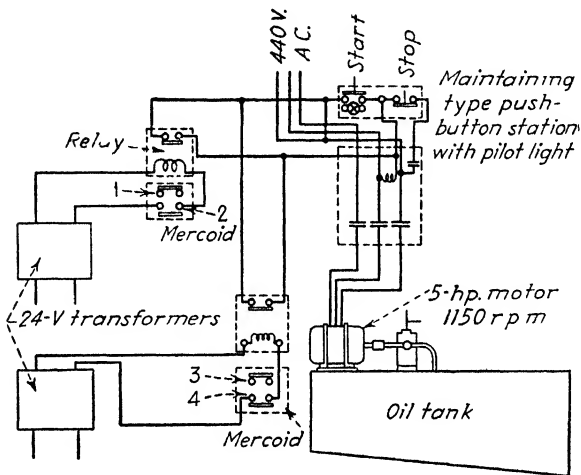 440 V.
A.C.
Start
Stop
Maintaining
type push-
button station
with pilot light
Relay
1
2
Mercoid
24-V transformers
5-hp. motor
1150 rpm
3
4
Mercoid
Oil tank